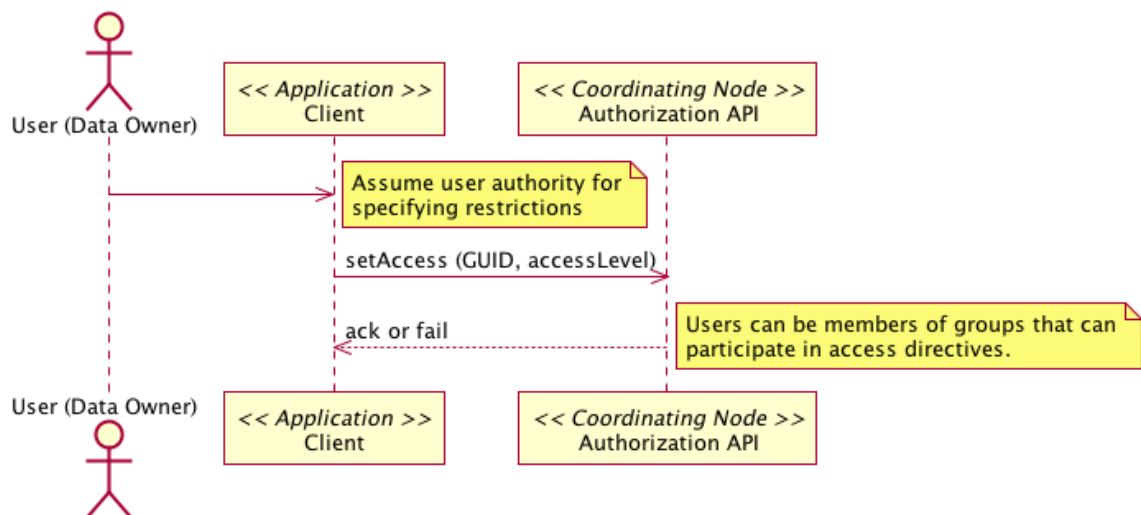 User (Data Owner)
<< Application >>
Client
<< Coordinating Node >>
Authorization API
Assume user authority for
specifying restrictions
setAccess (GUID, accessLevel)
ack or fail
Users can be members of groups that can
participate in access directives.
User (Data Owner)
<< Application >>
Client
<< Coordinating Node >>
Authorization API